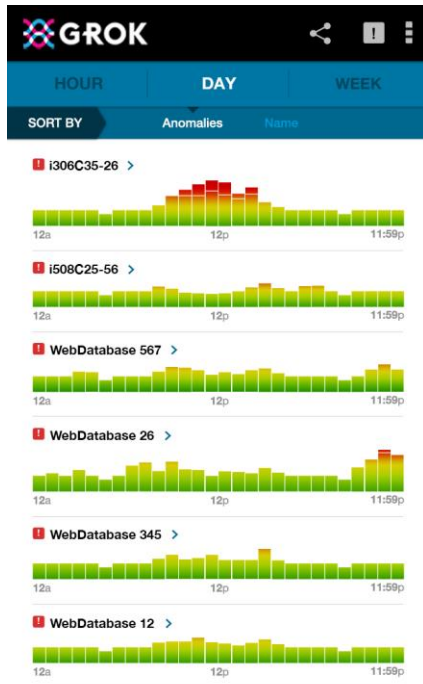 GROK
HOUR DAY WEEK
SORT BY Anomalies Name
i306C35-26 >
12a 12p 11:59p
i508C25-56 >
12a 12p 11:59p
WebDatabase 567 >
12a 12p 11:59p
WebDatabase 26 >
12a 12p 11:59p
WebDatabase 345 >
12a 12p 11:59p
WebDatabase 12 >
12a 12p 11:59p